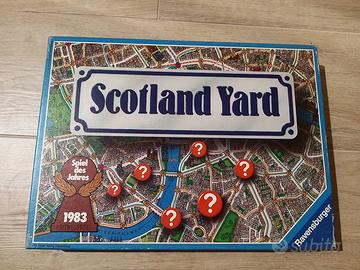 Scotland Yard
Spiel
des
Jahres
1983
?
?
?
?
?
?
Ravensburger
subito